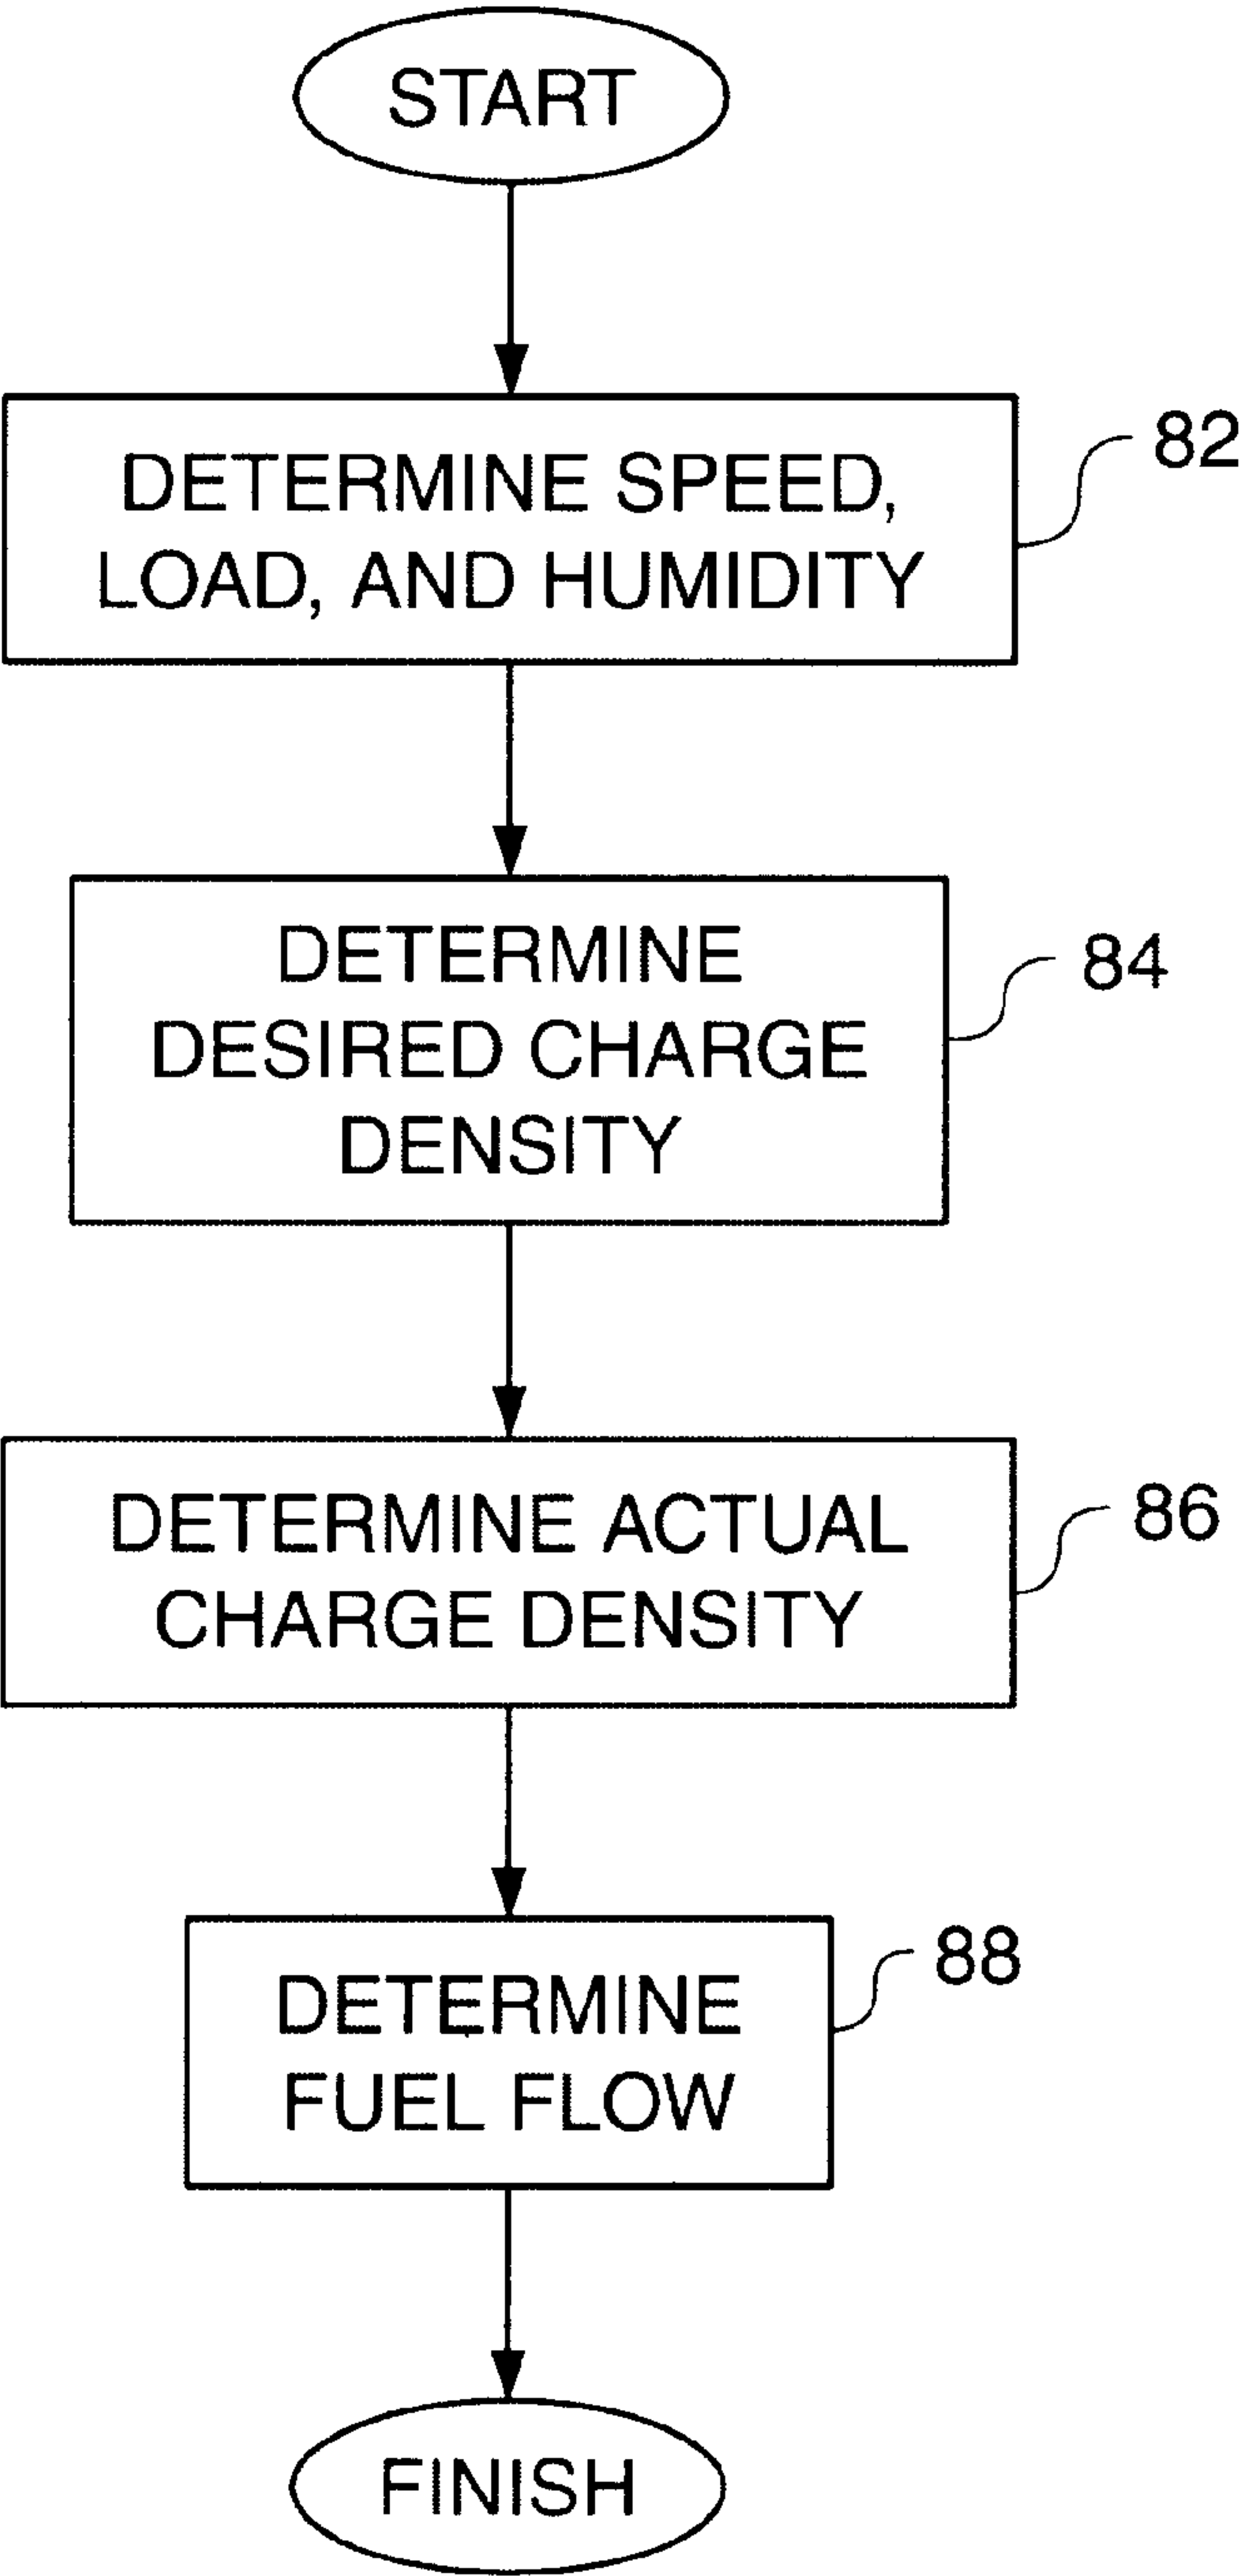 START
DETERMINE SPEED,
LOAD, AND HUMIDITY
82
DETERMINE
DESIRED CHARGE
DENSITY
84
DETERMINE ACTUAL
CHARGE DENSITY
86
DETERMINE
FUEL FLOW
88
FINISH